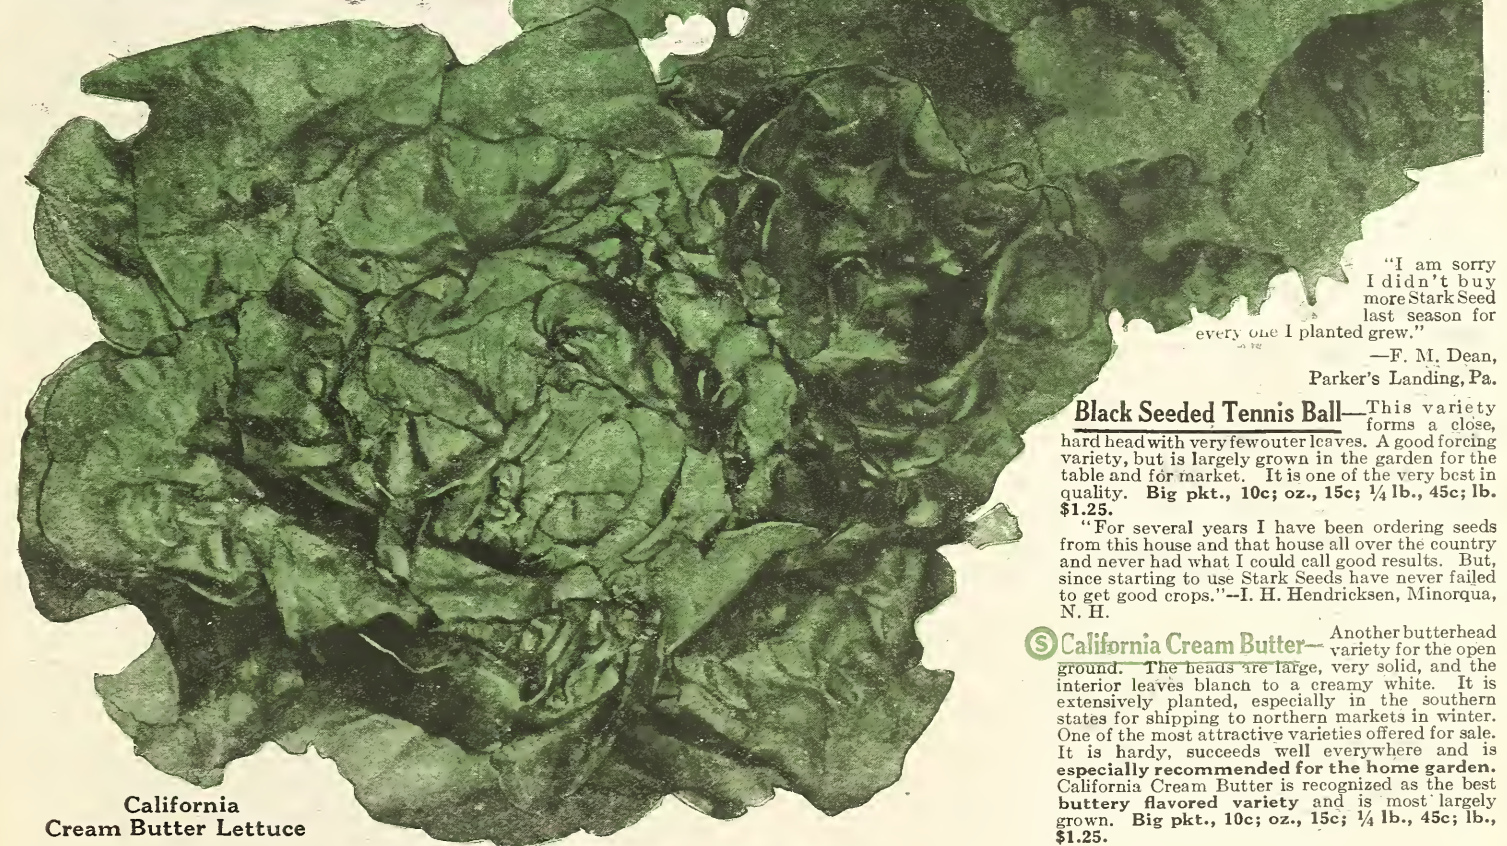 "I am sorry
I didn't buy
more Stark Seed
last season for
every one I planted grew."
—F. M. Dean,
Parker's Landing, Pa.
Black Seeded Tennis Ball—This variety
forms a close,
hard head with very few outer leaves. A good forcing
variety, but is largely grown in the garden for the
table and for market. It is one of the very best in
quality. Big pkt., 10c; oz., 15c; ¼ lb., 45c; lb.
$1.25.
"For several years I have been ordering seeds
from this house and that house all over the country
and never had what I could call good results. But,
since starting to use Stark Seeds have never failed
to get good crops."--I. H. Hendricksen, Minorqua,
N. H.
Ⓢ California Cream Butter— Another butterhead
variety for the open
ground. The heads are large, very solid, and the
interior leaves blanch to a creamy white. It is
extensively planted, especially in the southern
states for shipping to northern markets in winter.
One of the most attractive varieties offered for sale.
It is hardy, succeeds well everywhere and is
especially recommended for the home garden.
California Cream Butter is recognized as the best
buttery flavored variety and is most largely
grown. Big pkt., 10c; oz., 15c; ¼ lb., 45c; lb.,
$1.25.
California
Cream Butter Lettuce